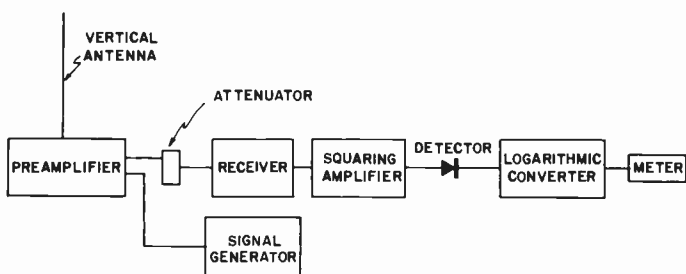 VERTICAL
ANTENNA
ATTENUATOR
PREAMPLIFIER
RECEIVER
SQUARING
AMPLIFIER
DETECTOR
LOGARITHMIC
CONVERTER
METER
SIGNAL
GENERATOR